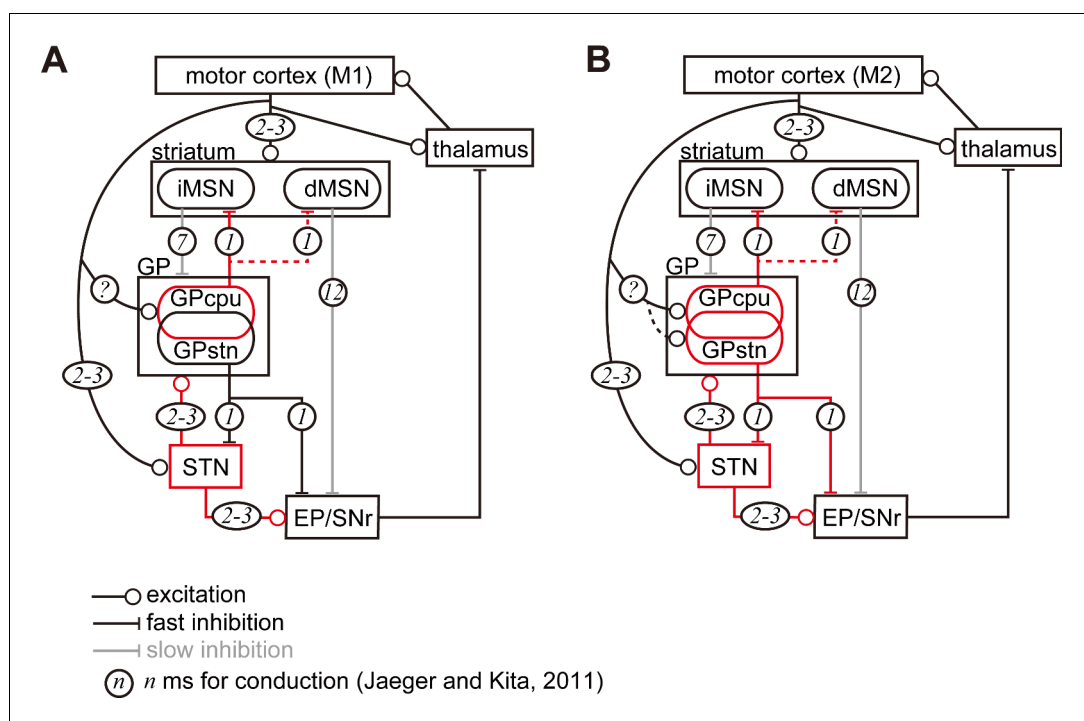 A
motor cortex (M1)
2-3
thalamus
striatum
iMSN
dMSN
7
1
1
GP
?
GPcpu
12
GPstn
2-3
2-3
1
1
STN
2-3
EP/SNr
B
motor cortex (M2)
2-3
thalamus
striatum
iMSN
dMSN
7
1
1
GP
?
GPcpu
12
GPstn
2-3
2-3
1
1
STN
2-3
EP/SNr
excitation
fast inhibition
slow inhibition
n n ms for conduction (Jaeger and Kita, 2011)